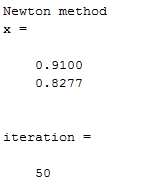 Newton method
x =
0.9100
0.8277
iteration =
50